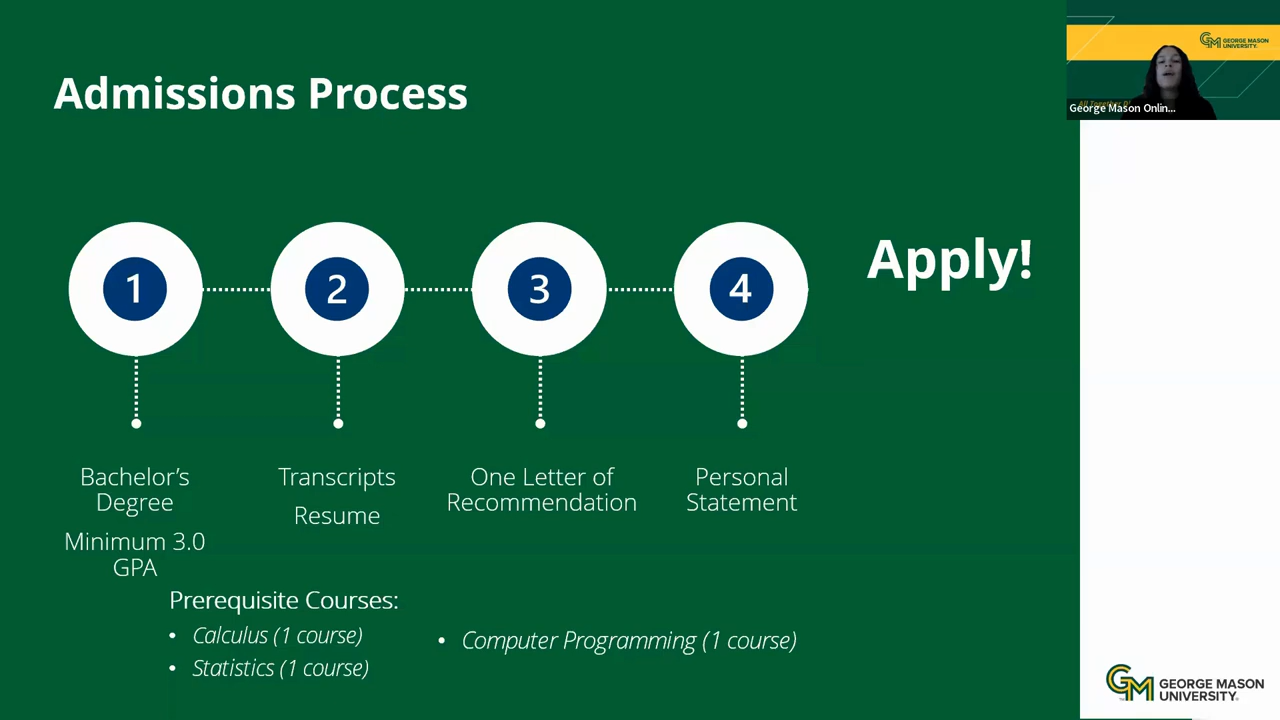 Admissions Process
GEORGE MASON
UNIVERSITY
George Mason Onlin...
Apply!
1
2
3
4
Bachelor's
Degree
Minimum 3.0
GPA
Transcripts
Resume
One Letter of
Recommendation
Personal
Statement
Prerequisite Courses:
• Calculus (1 course)
• Statistics (1 course)
• Computer Programming (1 course)
GM
GEORGE MASON
UNIVERSITY